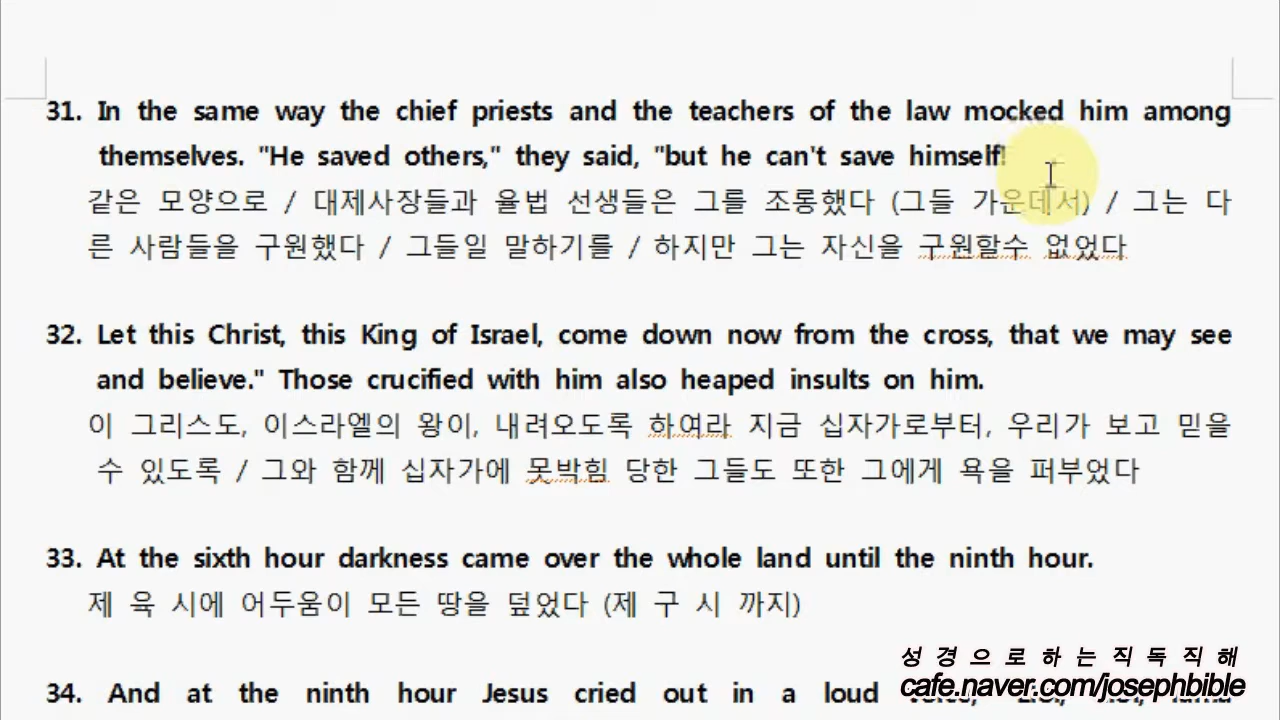 31. In the same way the chief priests and the teachers of the law mocked him among
themselves. "He saved others," they said, "but he can't save himself!
같은 모양으로 / 대제사장들과 율법 선생들은 그를 조롱했다 (그들 가운데서) / 그는 다
른 사람들을 구원했다 / 그들일 말하기를 / 하지만 그는 자신을 구원할수 없었다
32. Let this Christ, this King of Israel, come down now from the cross, that we may see
and believe." Those crucified with him also heaped insults on him.
이 그리스도, 이스라엘의 왕이, 내려오도록 하여라 지금 십자가로부터, 우리가 보고 믿을
수 있도록 / 그와 함께 십자가에 못박힘 당한 그들도 또한 그에게 욕을 퍼부었다
33. At the sixth hour darkness came over the whole land until the ninth hour.
제 육 시에 어두움이 모든 땅을 덮었다 (제 구 시 까지)
성경으로하는직독직해
34. And at the ninth hour Jesus cried out in a loud
cafe.naver.com/josephbible